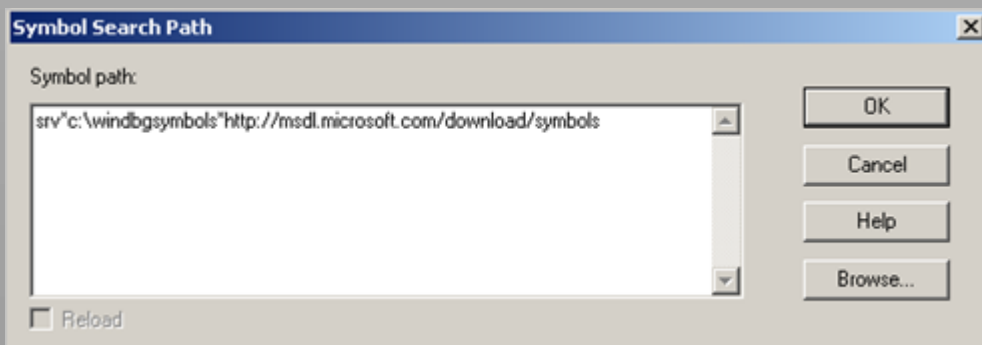 Symbol Search Path
Symbol path:
srv"c:\windbgsymbols"http://msdl.microsoft.com/download/symbols
OK
Cancel
Help
Browse...
Reload